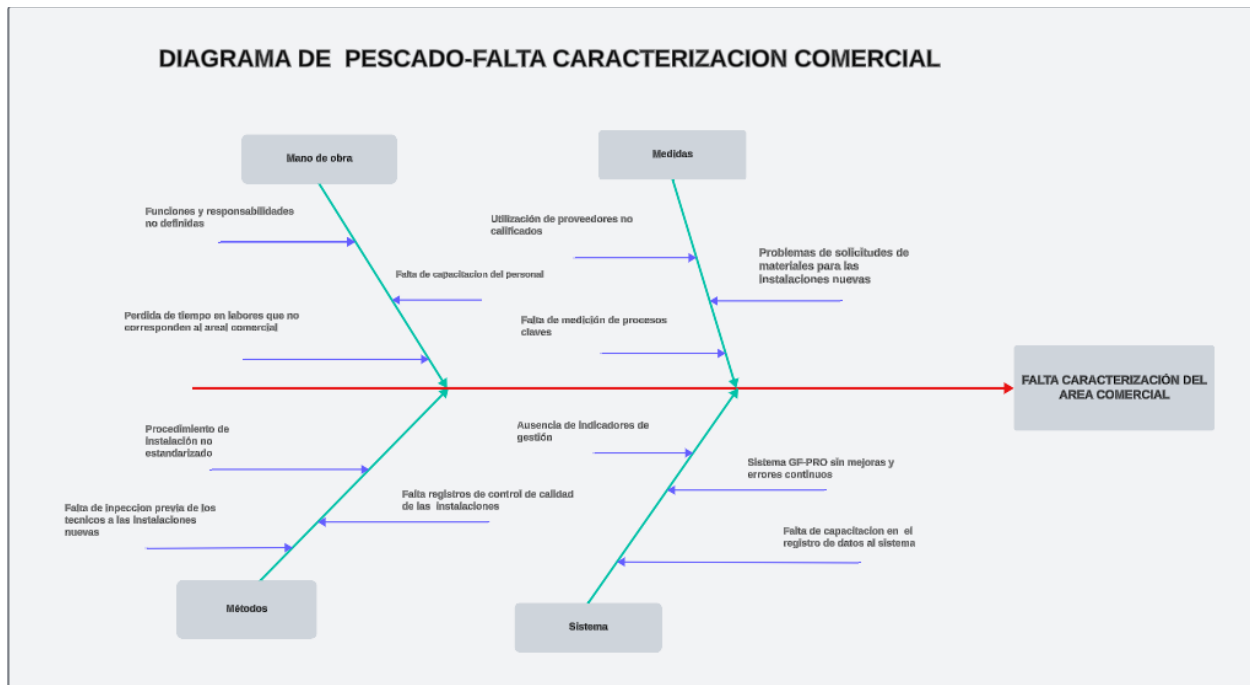 DIAGRAMA DE PESCADO-FALTA CARACTERIZACION COMERCIAL
Mano de obra
Medidas
Funciones y responsabilidades
no definidas
Utilización de proveedores no
calificados
Problemas de solicitudes de
materiales para las
instalaciones nuevas
Falta de capacitacion del personal
Perdida de tiempo en labores que no
corresponden al areal comercial
Falta de medición de procesos
claves
FALTA CARACTERIZACIÓN DEL
AREA COMERCIAL
Procedimiento de
instalación no
estandarizado
Ausencia de indicadores de
gestión
Sistema GF-PRO sin mejoras y
errores continuos
Falta registros de control de calidad
de las instalaciones
Falta de inpeccion previa de los
tecnicos a las instalaciones
nuevas
Falta de capacitacion en el
registro de datos al sistema
Métodos
Sistema